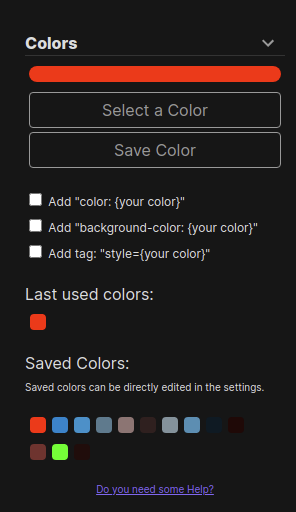 Colors
Select a Color
Save Color
Add "color: {your color}"
Add "background-color: {your color}"
Add tag: "style={your color}"
Last used colors:
Saved Colors:
Saved colors can be directly edited in the settings.
Do you need some Help?